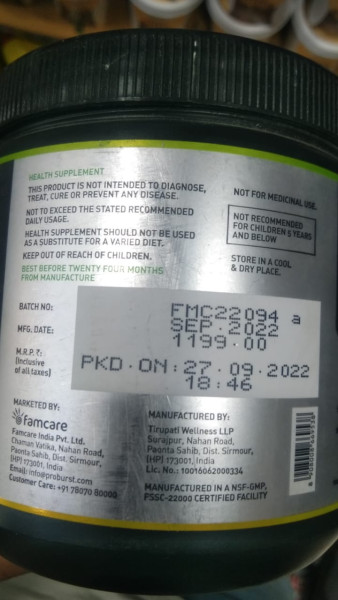 HEALTH SUPPLEMENT
THIS PRODUCT IS NOT INTENDED TO DIAGNOSE,
TREAT, CURE OR PREVENT ANY DISEASE.
NOT TO EXCEED THE STATED RECOMMENDED
DAILY USAGE.
HEALTH SUPPLEMENT SHOULD NOT BE USED
AS A SUBSTITUTE FOR A VARIED DIET.
KEEP OUT OF REACH OF CHILDREN.
BEST BEFORE TWENTY FOUR MONTHS
FROM MANUFACTURE
NOT FOR MEDICINAL USE.
NOT RECOMMENDED
FOR CHILDREN 5 YEARS
AND BELOW
STORE IN A COOL
& DRY PLACE.
BATCH NO: FMC22094 a
MFG. DATE: SEP.2022
M.R.P. ₹: 1199.00
(Inclusive
of all taxes)
PKD.ON:27.09.2022
18:46
MARKETED BY:
famcare
Famcare India Pvt. Ltd.
Chaman Vatika, Nahan Road,
Paonta Sahib, Dist. Sirmour,
(HP) 173001, India
Email: info@proburst.com
Customer Care: +91 78070 80000
MANUFACTURED BY:
Tirupati Wellness LLP
Surajpur, Nahan Road,
Paonta Sahib, Dist. Sirmour,
(HP) 173001, India
Lic. No.: 10016062000334
MANUFACTURED IN A NSF-GMP,
FSSC-22000 CERTIFIED FACILITY